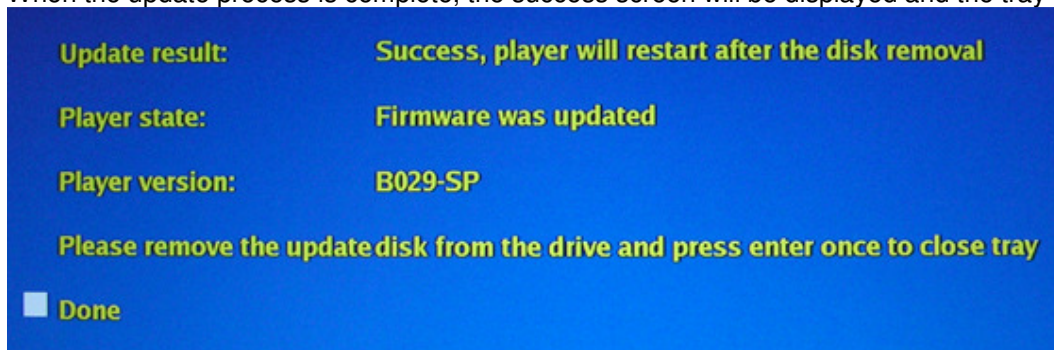 When the update process is complete, the success screen will be displayed and the tray
Update result: Success, player will restart after the disk removal
Player state: Firmware was updated
Player version: B029-SP
Please remove the update disk from the drive and press enter once to close tray
Done